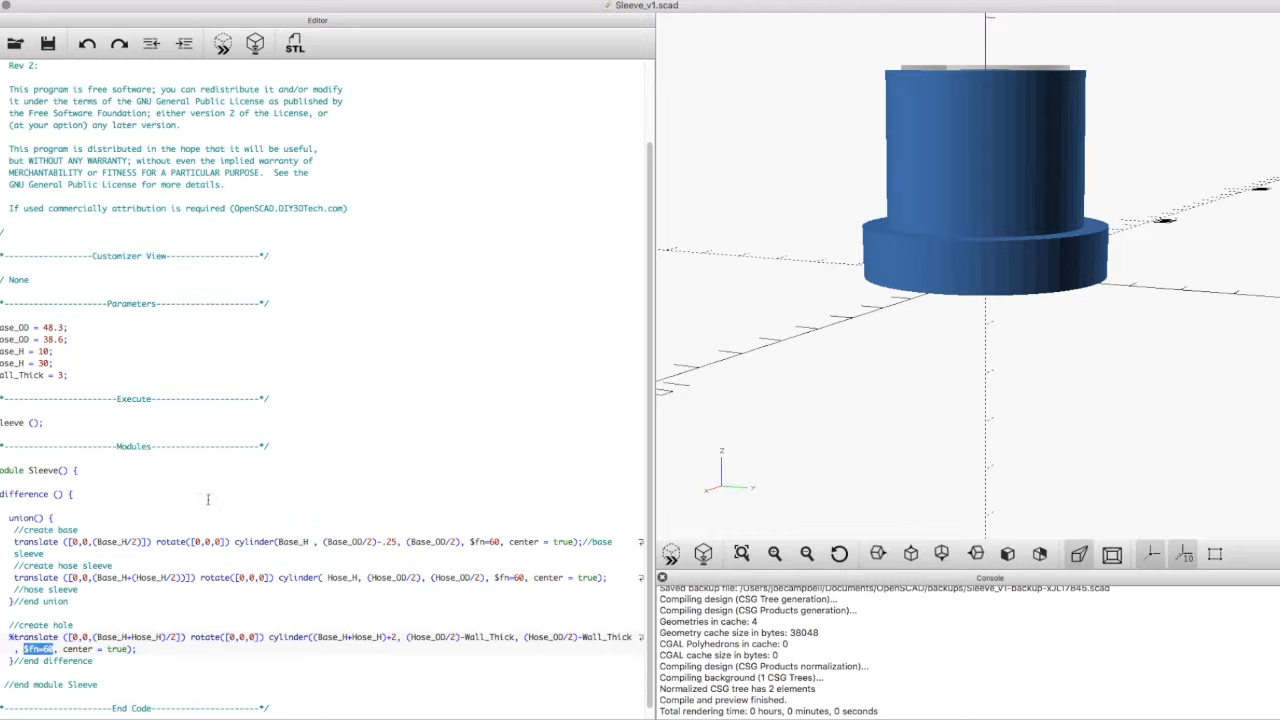 Sleeve_v1.scad
Editor
STL
Rev 2:
This program is free software; you can redistribute it and/or modify
it under the terms of the GNU General Public License as published by
the Free Software Foundation; either version 2 of the License, or
(at your option) any later version.
This program is distributed in the hope that it will be useful,
but WITHOUT ANY WARRANTY; without even the implied warranty of
MERCHANTABILITY or FITNESS FOR A PARTICULAR PURPOSE.  See the
GNU General Public License for more details.
If used commercially attribution is required (OpenSCAD.DIY3DTech.com)
/
*------------------Customizer View-------------------*/
/ None
*---------------------Parameters---------------------*/
ase_OD = 48.3;
ose_OD = 38.6;
ase_H = 10;
ose_H = 30;
all_Thick = 3;
*-----------------------Execute----------------------*/
leeve ();
*-----------------------Modules----------------------*/
odule Sleeve() {
difference () {
union() {
//create base
translate ([0,0,(Base_H/2)]) rotate([0,0,0]) cylinder(Base_H , (Base_OD/2)-.25, (Base_OD/2), $fn=60, center = true);//base
sleeve
//create hose sleeve
translate ([0,0,(Base_H+(Hose_H/2))]) rotate([0,0,0]) cylinder( Hose_H, (Hose_OD/2), (Hose_OD/2), $fn=60, center = true);
//hose sleeve
}//end union
//create hole
%translate ([0,0,(Base_H+Hose_H)/2]) rotate([0,0,0]) cylinder((Base_H+Hose_H)+2, (Hose_OD/2)-Wall_Thick, (Hose_OD/2)-Wall_Thick
, $fn=60, center = true);
}//end difference
//end module Sleeve
*----------------------End Code----------------------*/
Z
X
Y
10
Console
Saved backup file: /Users/joecampbell/Documents/OpenSCAD/backups/Sleeve_v1-backup-xJL17845.scad
Compiling design (CSG Tree generation)...
Compiling design (CSG Products generation)...
Geometries in cache: 4
Geometry cache size in bytes: 38048
CGAL Polyhedrons in cache: 0
CGAL cache size in bytes: 0
Compiling design (CSG Products normalization)...
Compiling background (1 CSG Trees)...
Normalized CSG tree has 2 elements
Compile and preview finished.
Total rendering time: 0 hours, 0 minutes, 0 seconds